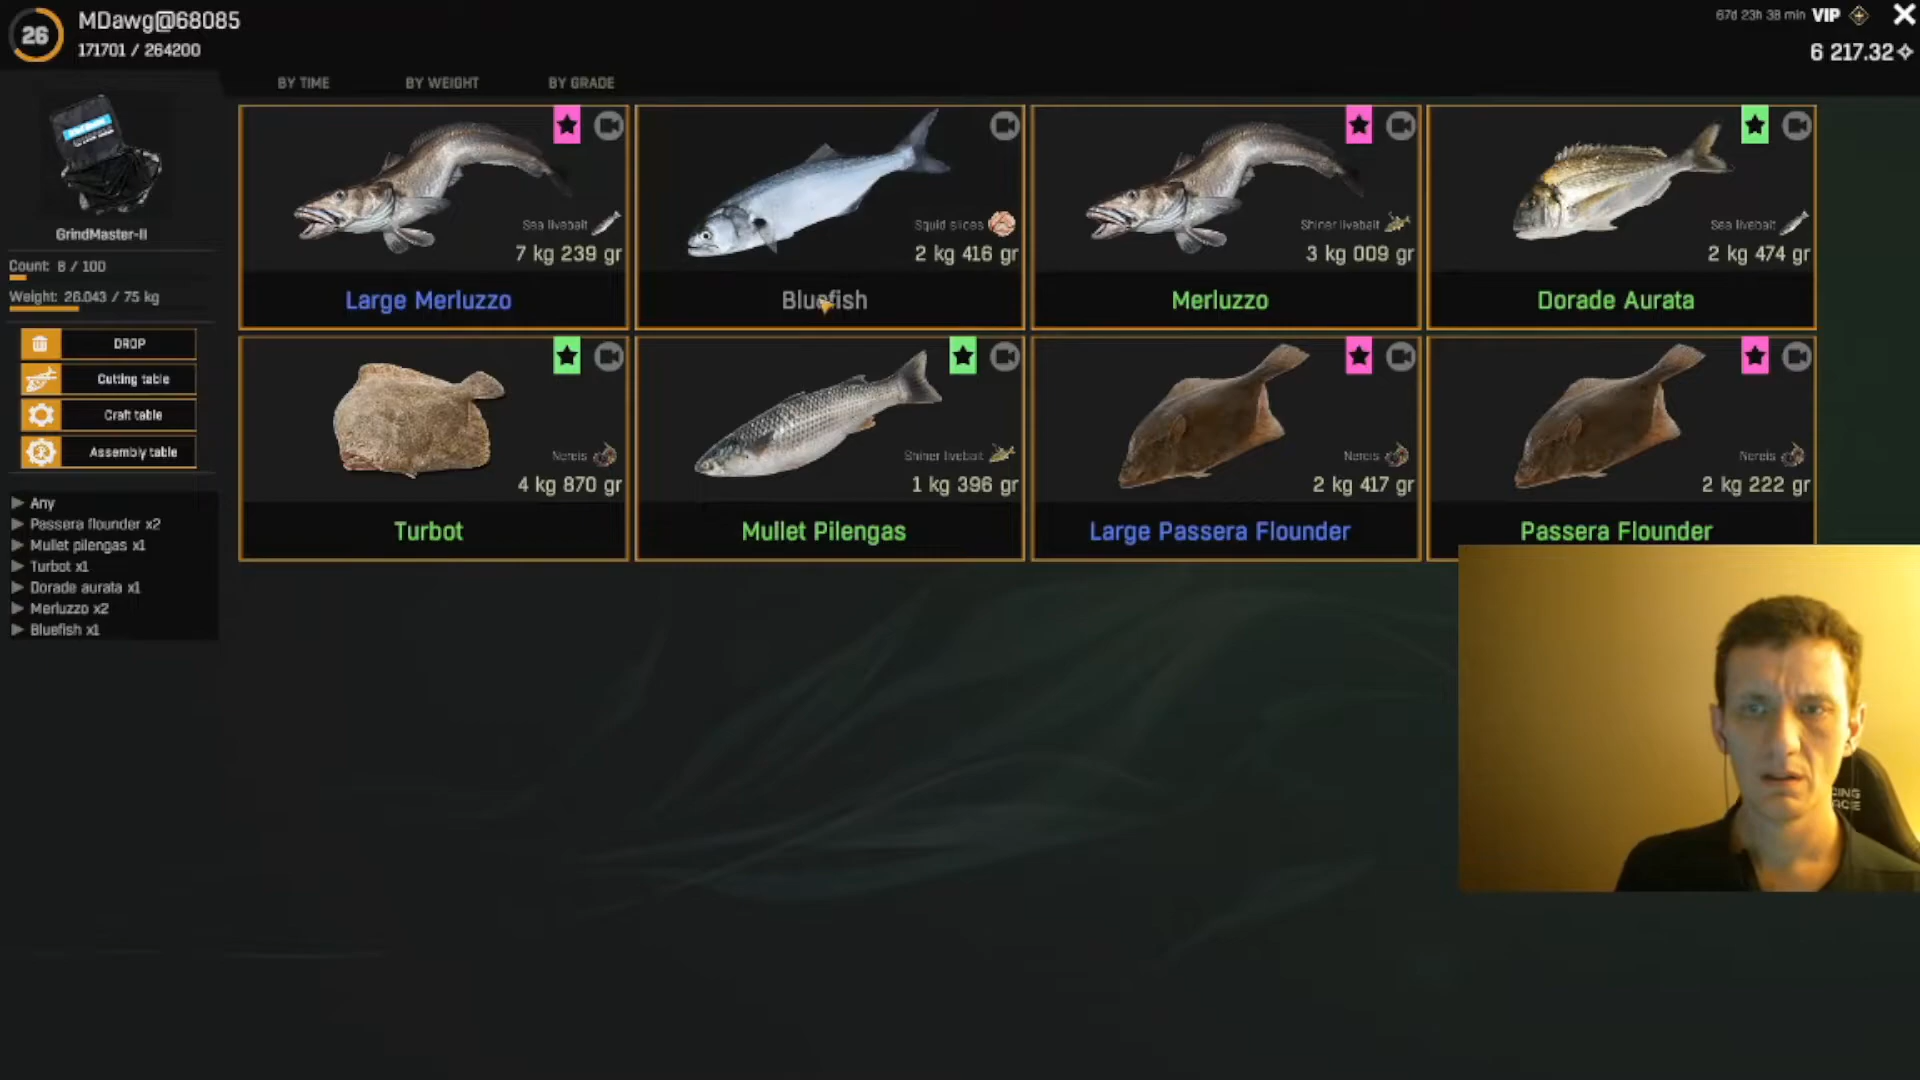 26
MDawg@68085
171701 / 264200
67d 23h 38 min VIP
6 217.32
BY TIME
BY WEIGHT
BY GRADE
GrindMaster-II
Count: 8 / 100
Weight: 26.043 / 75 kg
DROP
Cutting table
Craft table
Assembly table
Any
Passera flounder x2
Mullet pilengas x1
Turbot x1
Dorade aurata x1
Merluzzo x2
Bluefish x1
Sea livebait
7 kg 239 gr
Large Merluzzo
Squid slices
2 kg 416 gr
Bluefish
Shiner livebait
3 kg 009 gr
Merluzzo
Sea livebait
2 kg 474 gr
Dorade Aurata
Nereis
4 kg 870 gr
Turbot
Shiner livebait
1 kg 396 gr
Mullet Pilengas
Nereis
2 kg 417 gr
Large Passera Flounder
Nereis
2 kg 222 gr
Passera Flounder